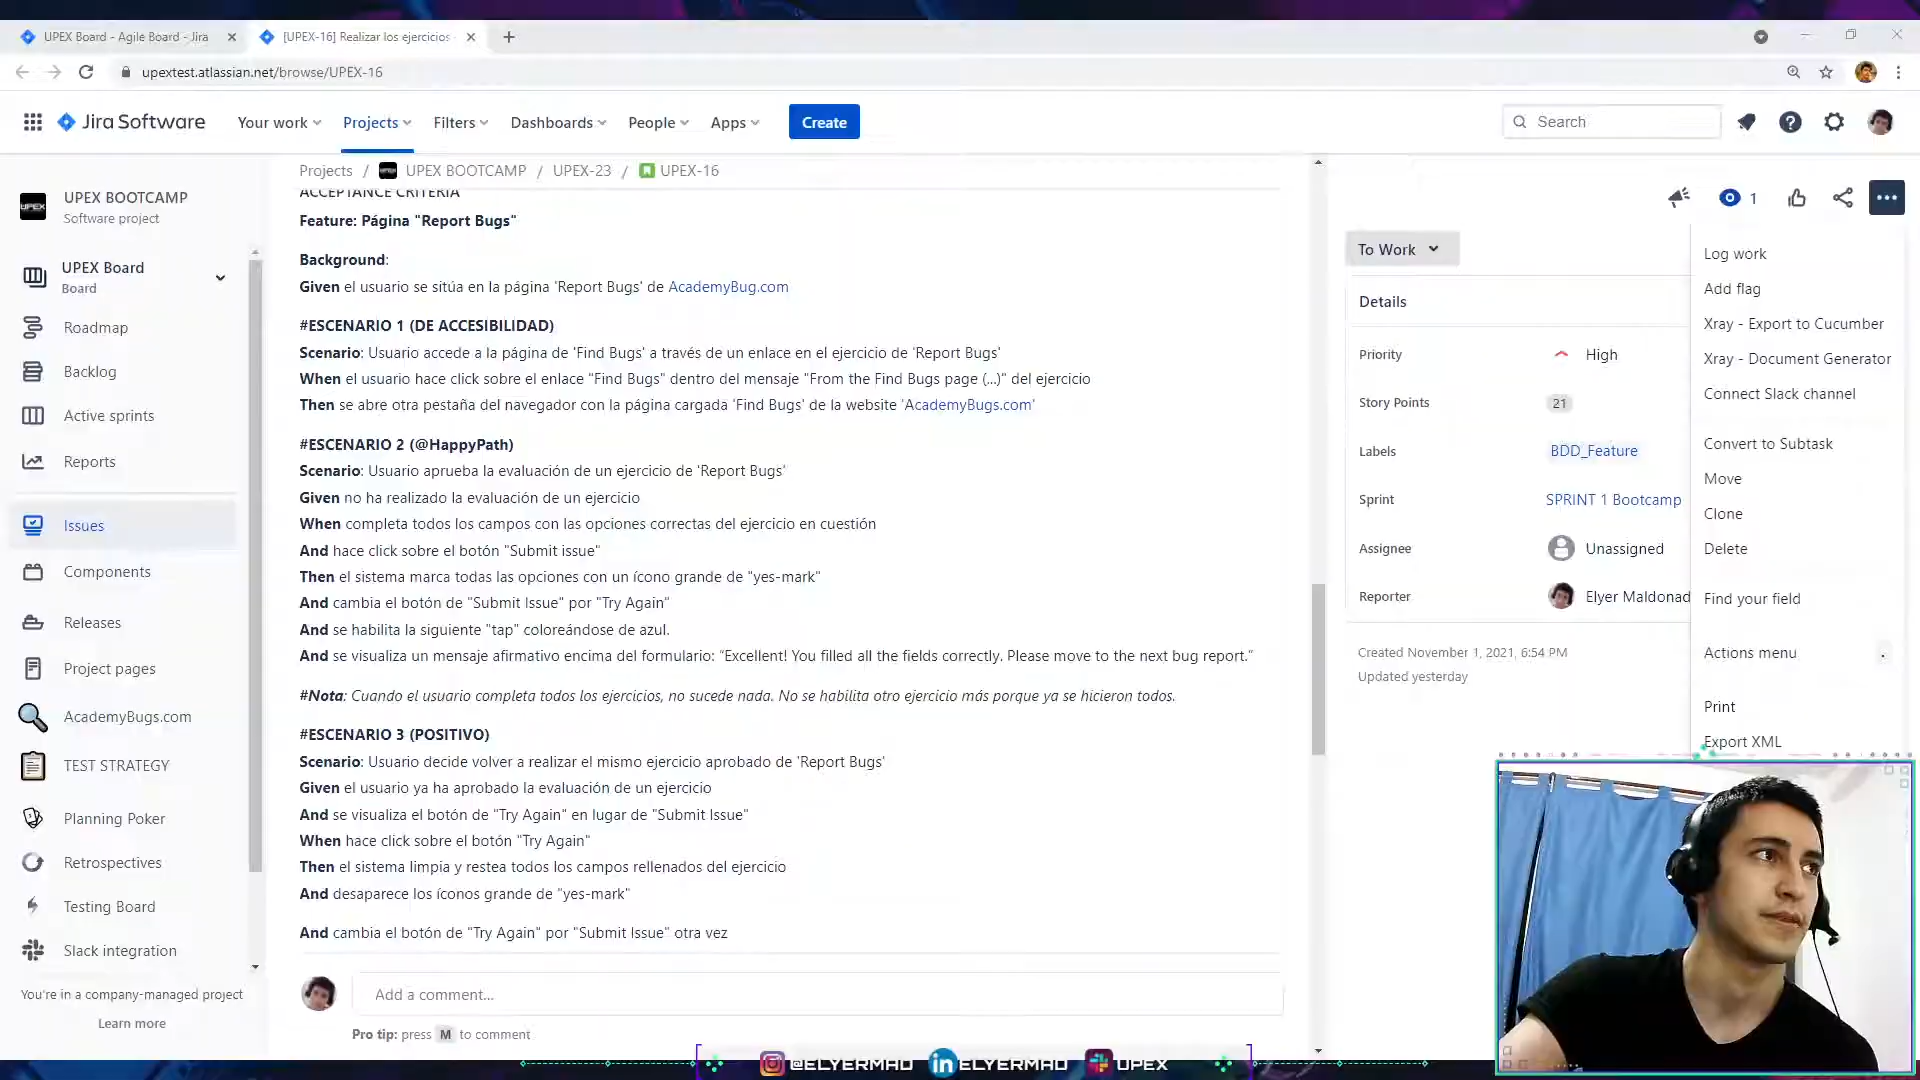 UPEX Board - Agile Board - Jira
[UPEX-16] Realizar los ejercicios
upextest.atlassian.net/browse/UPEX-16
Jira Software
Your work
Projects
Filters
Dashboards
People
Apps
Create
Search
UPEX BOOTCAMP
Software project
UPEX Board
Board
Roadmap
Backlog
Active sprints
Reports
Issues
Components
Releases
Project pages
AcademyBugs.com
TEST STRATEGY
Planning Poker
Retrospectives
Testing Board
Slack integration
You're in a company-managed project
Learn more
Projects / UPEX BOOTCAMP / UPEX-23 / UPEX-16
ACCEPTANCE CRITERIA
Feature: Página "Report Bugs"
Background:
Given el usuario se sitúa en la página 'Report Bugs' de AcademyBug.com
#ESCENARIO 1 (DE ACCESIBILIDAD)
Scenario: Usuario accede a la página de 'Find Bugs' a través de un enlace en el ejercicio de 'Report Bugs'
When el usuario hace click sobre el enlace "Find Bugs" dentro del mensaje "From the Find Bugs page (...)" del ejercicio
Then se abre otra pestaña del navegador con la página cargada 'Find Bugs' de la website 'AcademyBugs.com'
#ESCENARIO 2 (@HappyPath)
Scenario: Usuario aprueba la evaluación de un ejercicio de 'Report Bugs'
Given no ha realizado la evaluación de un ejercicio
When completa todos los campos con las opciones correctas del ejercicio en cuestión
And hace click sobre el botón "Submit issue"
Then el sistema marca todas las opciones con un ícono grande de "yes-mark"
And cambia el botón de "Submit Issue" por "Try Again"
And se habilita la siguiente "tap" coloreándose de azul.
And se visualiza un mensaje afirmativo encima del formulario: "Excellent! You filled all the fields correctly. Please move to the next bug report."
#Nota: Cuando el usuario completa todos los ejercicios, no sucede nada. No se habilita otro ejercicio más porque ya se hicieron todos.
#ESCENARIO 3 (POSITIVO)
Scenario: Usuario decide volver a realizar el mismo ejercicio aprobado de 'Report Bugs'
Given el usuario ya ha aprobado la evaluación de un ejercicio
And se visualiza el botón de "Try Again" en lugar de "Submit Issue"
When hace click sobre el botón "Try Again"
Then el sistema limpia y restea todos los campos rellenados del ejercicio
And desaparece los íconos grande de "yes-mark"
And cambia el botón de "Try Again" por "Submit Issue" otra vez
Add a comment...
Pro tip: press M to comment
1
To Work
Details
Priority
High
Story Points
21
Labels
BDD_Feature
Sprint
SPRINT 1 Bootcamp
Assignee
Unassigned
Reporter
Elyer Maldonad
Created November 1, 2021, 6:54 PM
Updated yesterday
Log work
Add flag
Xray - Export to Cucumber
Xray - Document Generator
Connect Slack channel
Convert to Subtask
Move
Clone
Delete
Find your field
Actions menu
.
Print
Export XML
@ELYERMAD
ELYERMAD
UPEX